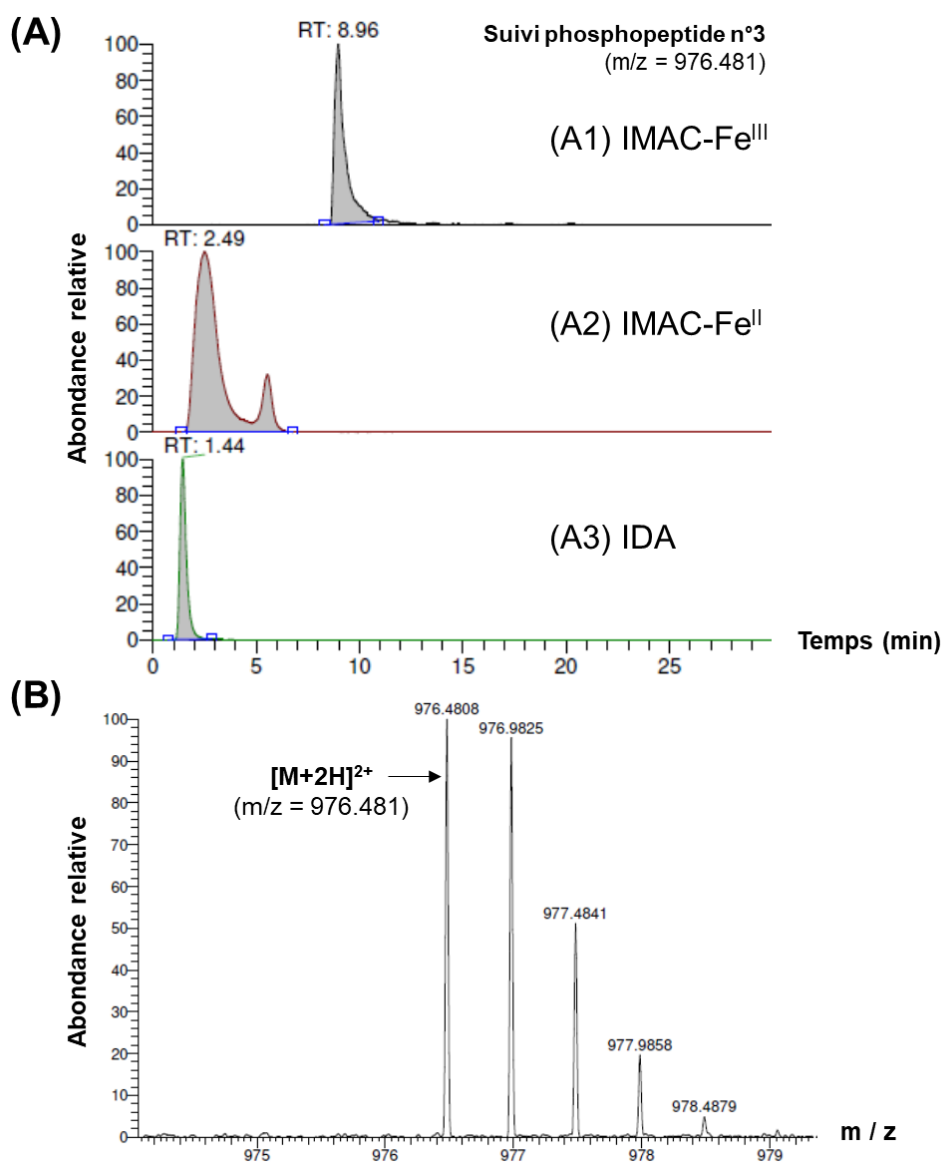 (A)
RT: 8.96
Suivi phosphopeptide n°3
(m/z = 976.481)
100
80
60
40
20
0
(A1) IMAC-Feᴵᴵᴵ
RT: 2.49
100
80
60
40
20
0
(A2) IMAC-Feᴵᴵ
Abondance relative
RT: 1.44
100
80
60
40
20
0
(A3) IDA
0 5 10 15 20 25
Temps (min)
(B)
100
90
80
70
60
50
40
30
20
10
0
Abondance relative
976.4808
976.9825
[M+2H]²⁺
(m/z = 976.481)
977.4841
977.9858
978.4879
975 976 977 978 979
m / z